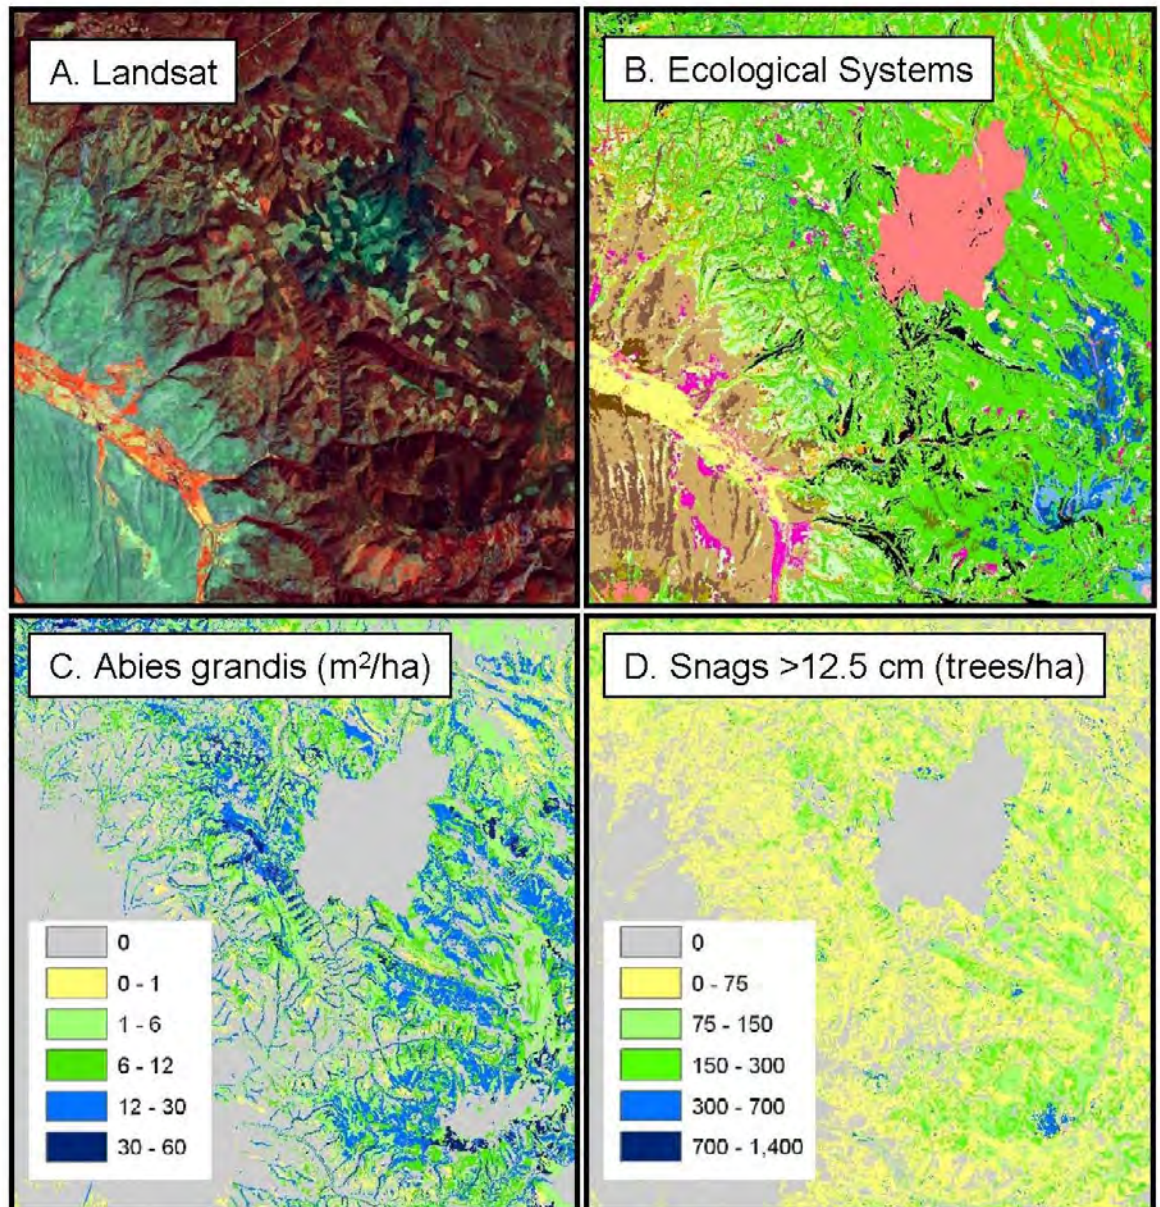 A. Landsat
B. Ecological Systems
C. Abies grandis (m²/ha)
0
0 - 1
1 - 6
6 - 12
12 - 30
30 - 60
D. Snags >12.5 cm (trees/ha)
0
0 - 75
75 - 150
150 - 300
300 - 700
700 - 1,400